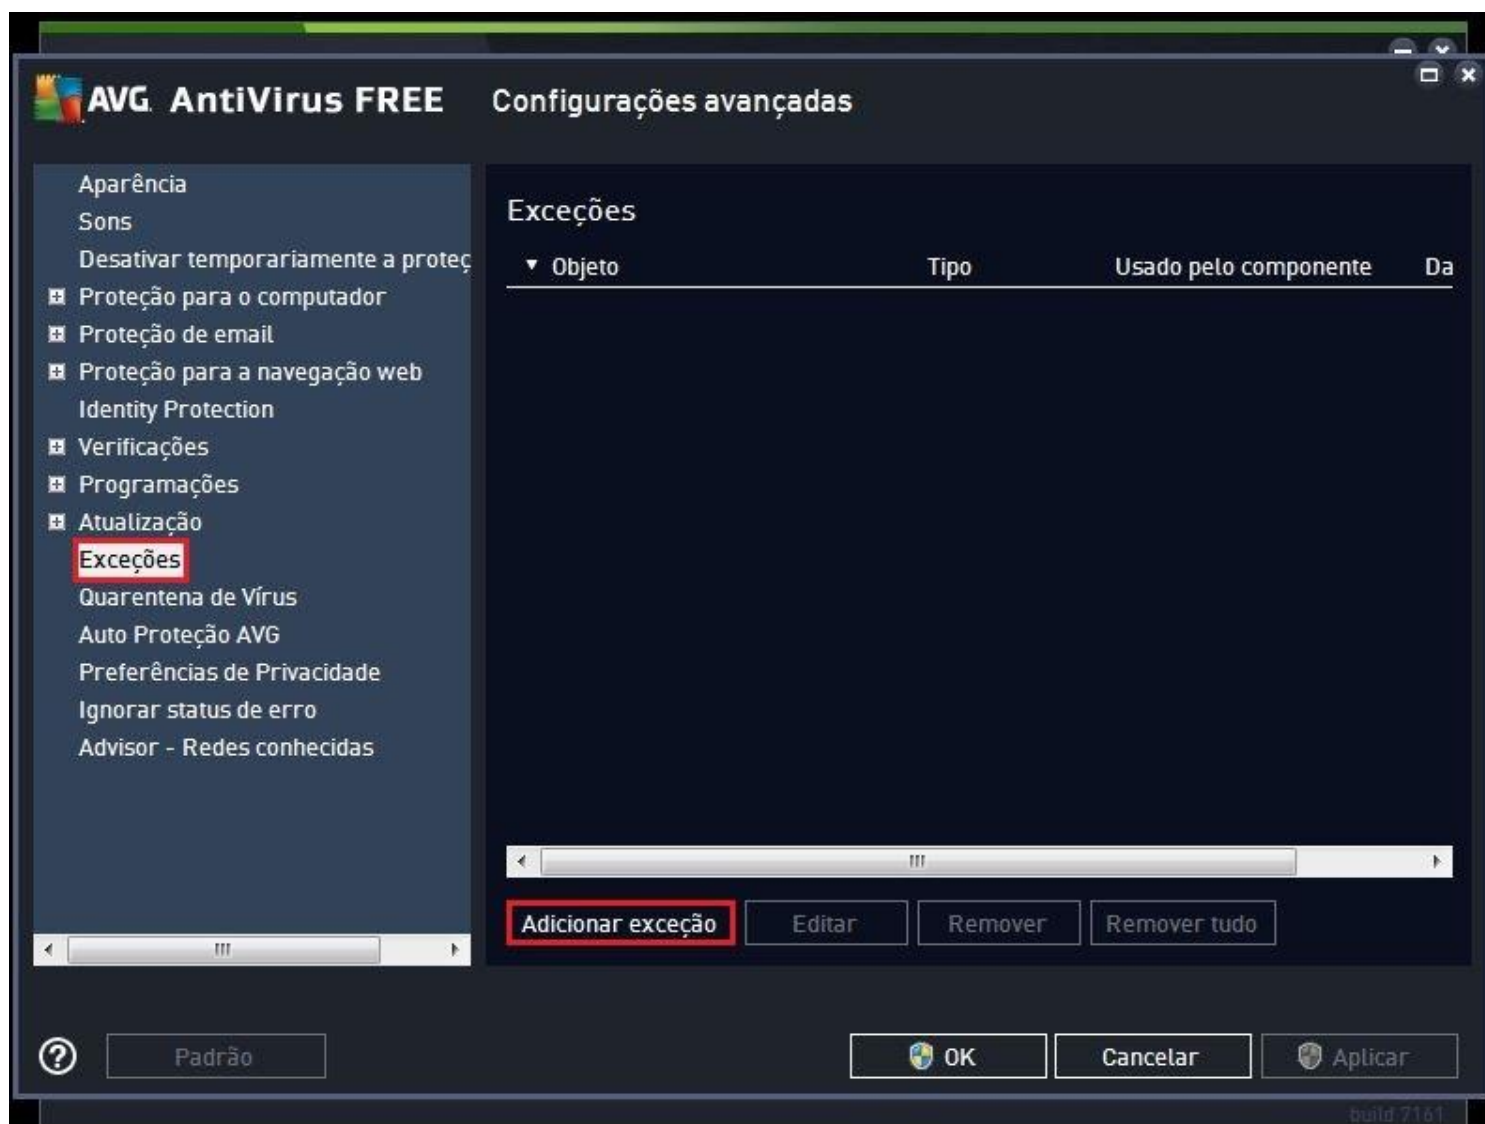 AVG. AntiVirus FREE Configurações avançadas
Aparência
Sons
Desativar temporariamente a proteç
Proteção para o computador
Proteção de email
Proteção para a navegação web
Identity Protection
Verificações
Programações
Atualização
Exceções
Quarentena de Vírus
Auto Proteção AVG
Preferências de Privacidade
Ignorar status de erro
Advisor - Redes conhecidas
Exceções
Objeto Tipo Usado pelo componente Da
Adicionar exceção Editar Remover Remover tudo
? Padrão OK Cancelar Aplicar
build 7161